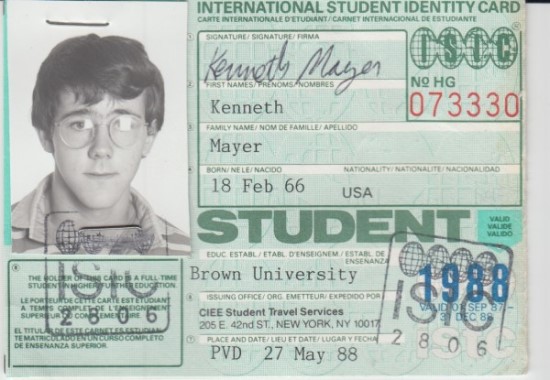 INTERNATIONAL STUDENT IDENTITY CARD
CARTE INTERNATIONALE D'ETUDIANT/CARNET INTERNACIONAL DE ESTUDIANTE
SIGNATURE/SIGNATURE/FIRMA
Kenneth Mayer
ISIC
No HG
073330
FIRST NAMES/PRENOMS/NOMBRES
Kenneth
FAMILY NAME/NOM DE FAMILLE/APELLIDO
Mayer
BORN/NE LE/NACIDO
NATIONALITY/NATIONALITE/NACIONALIDAD
18 Feb 66
USA
STUDENT
VALID
VALIDE
VALIDO
EDUC. ESTABL/ETABL. D'ENSEIGNEM/ESTABL. DE ENSEÑANZA
Brown University
1988
VALID 01 SEP 87 -
31 DEC 88
ISSUING OFFICE/ORG. EMETTEUR/EXPEDIDO POR
CIEE Student Travel Services
205 E. 42nd ST., NEW YORK, NY 10017
PLACE AND DATE/LIEU ET DATE/LUGAR Y FECHA
PVD 27 May 88
THE HOLDER OF THIS CARD IS A FULL TIME
STUDENT IN HIGHER/FURTHER EDUCATION.
LE PORTEUR DE CETTE CARTE EST ETUDIANT
A TEMPS COMPLET DE L'ENSEIGNEMENT
SUPERIEUR OU COMPLEMENTAIRE.
EL TITULAR DE ESTE CARNET ES ESTUDIANTE
MATRICULADO EN UN CURSO COMPLETO
DE ENSEÑANZA SUPERIOR.
ISIC
2806
ISIC
2806
istc